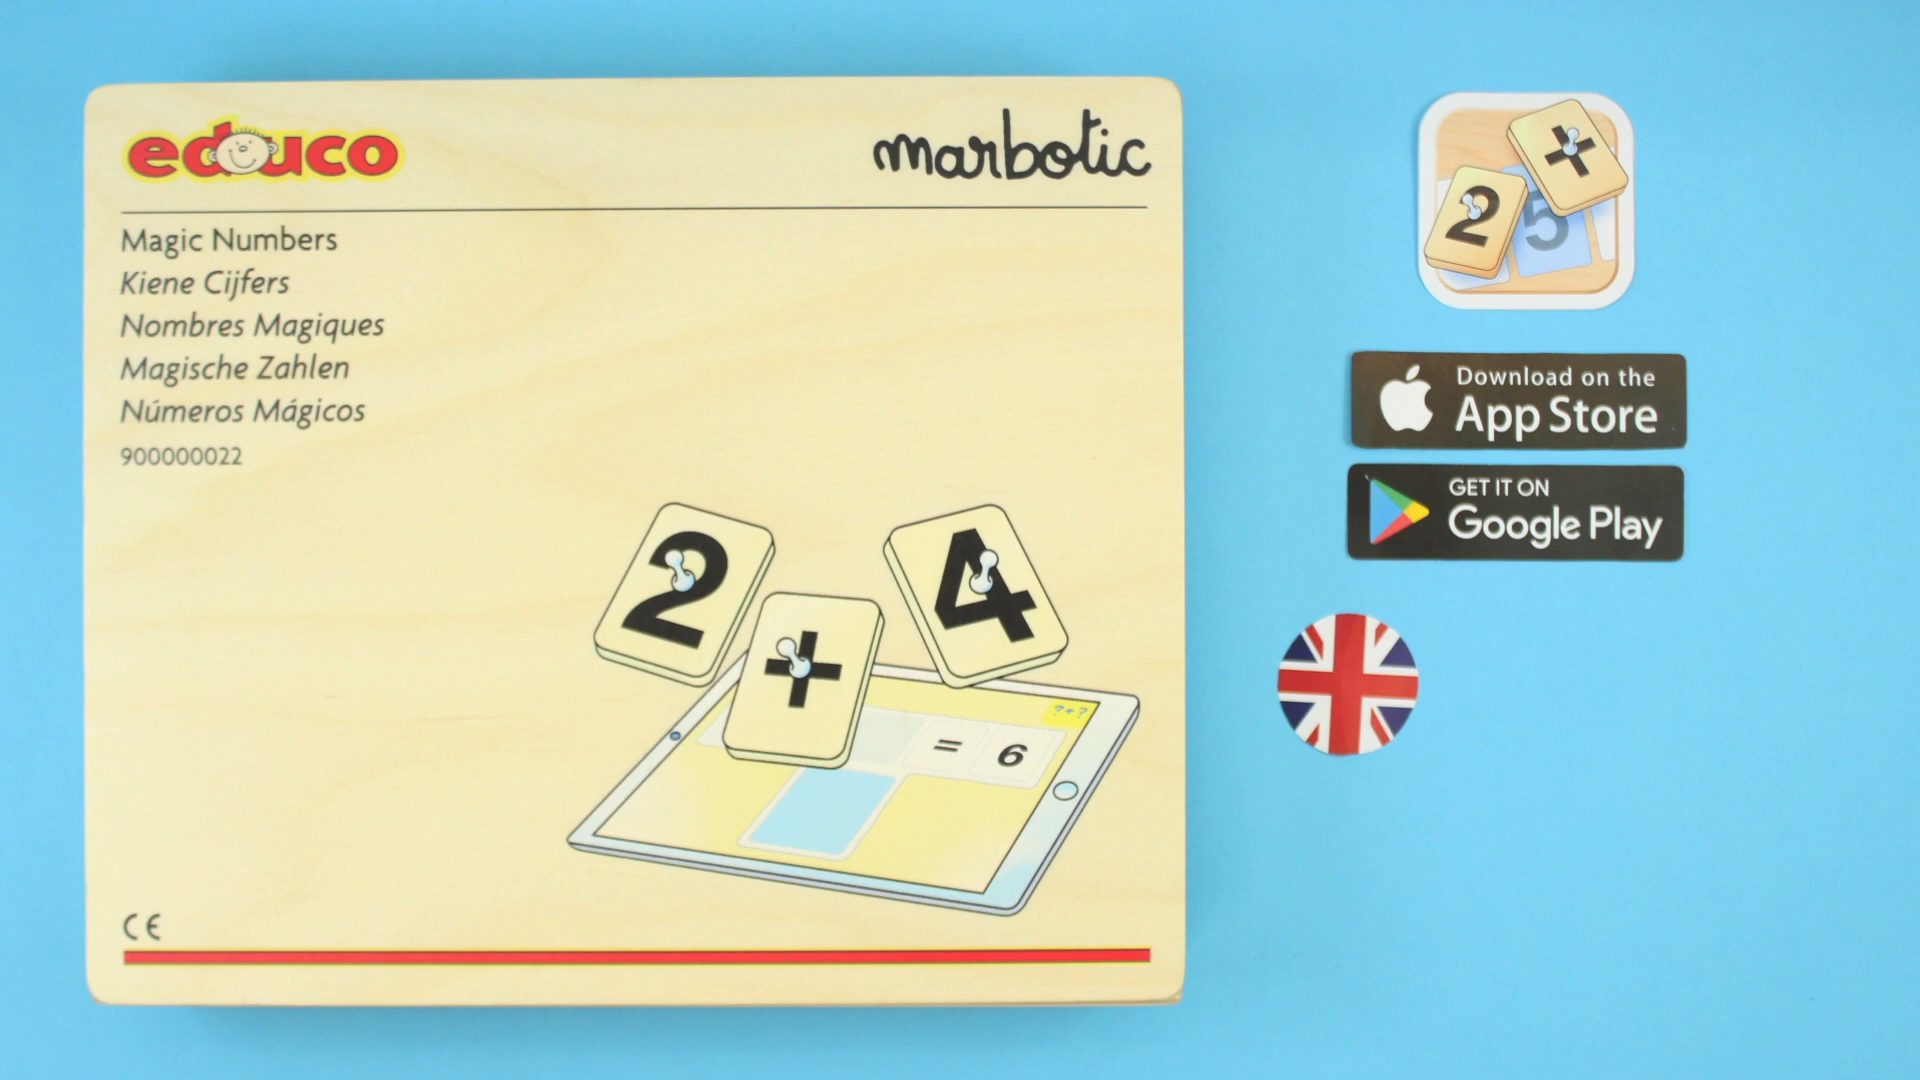 educo
marbotic
Magic Numbers
Kiene Cijfers
Nombres Magiques
Magische Zahlen
Números Mágicos
900000022
2 + 4
?+?
= 6
CE
2 + 5
Download on the
App Store
GET IT ON
Google Play